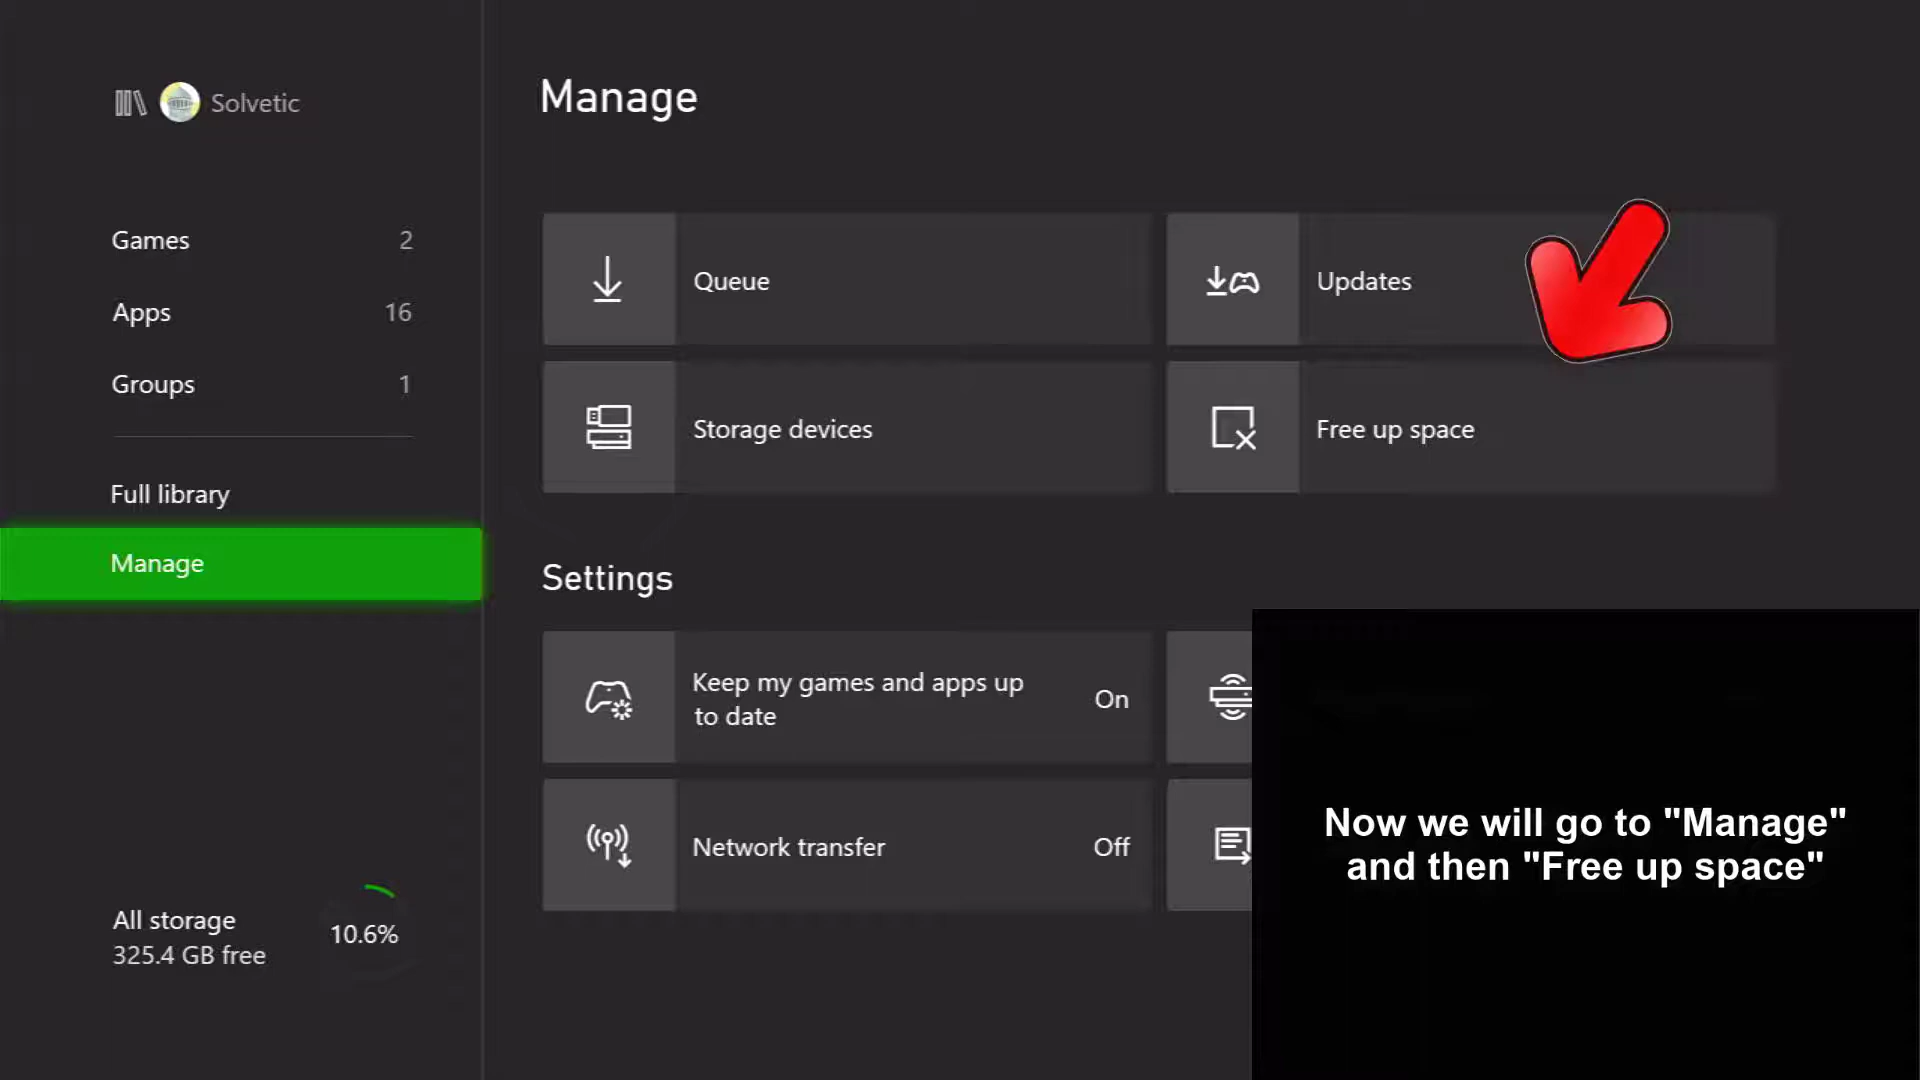 Solvetic
Manage
Games 2
Apps 16
Groups 1
Full library
Manage
All storage
325.4 GB free
10.6%
Queue
Updates
Storage devices
Free up space
Settings
Keep my games and apps up
to date
On
Network transfer
Off
Now we will go to "Manage"
and then "Free up space"